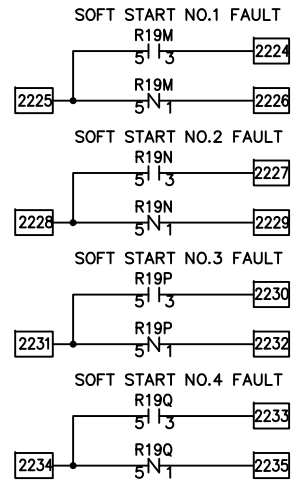 SOFT START NO.1 FAULT
R19M
5 3 2224
R19M
2225 5 N 1 2226
SOFT START NO.2 FAULT
R19N
5 3 2227
R19N
2228 5 N 1 2229
SOFT START NO.3 FAULT
R19P
5 3 2230
R19P
2231 5 N 1 2232
SOFT START NO.4 FAULT
R19Q
5 3 2233
R19Q
2234 5 N 1 2235